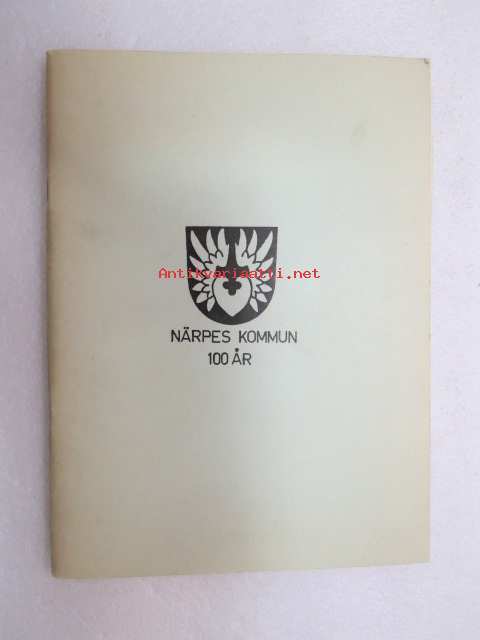 Antikvariaatti.net
NÄRPES KOMMUN
100 ÅR